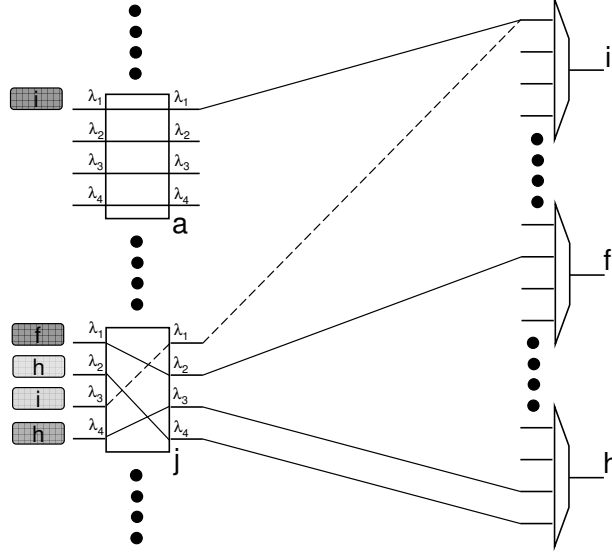 i
i λ₁ λ₁
λ₂ λ₂
λ₃ λ₃
λ₄ λ₄
a
f
f λ₁ λ₁
h λ₂ λ₂
i λ₃ λ₃
h λ₄ λ₄
j
h